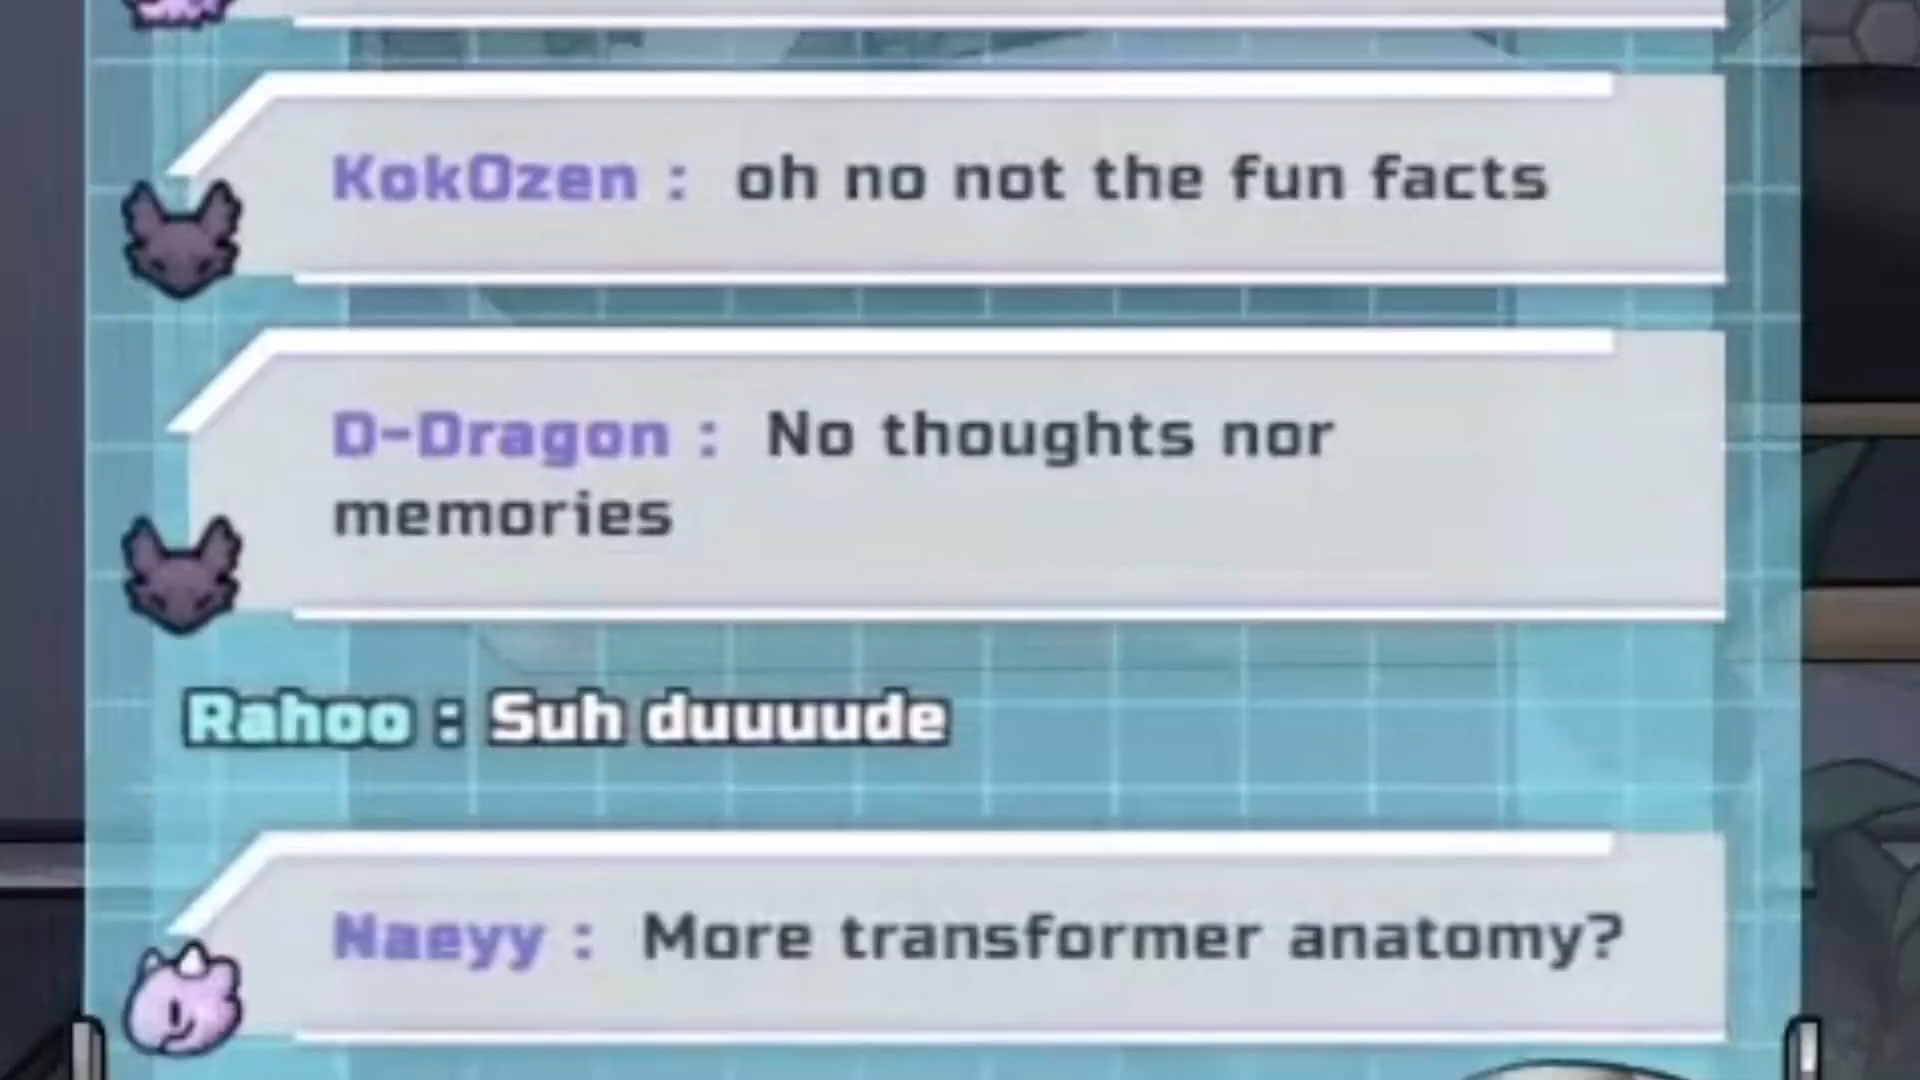 KokOzen : oh no not the fun facts
D-Dragon : No thoughts nor
memories
Rahoo : Suh duuuude
Naeyy : More transformer anatomy?